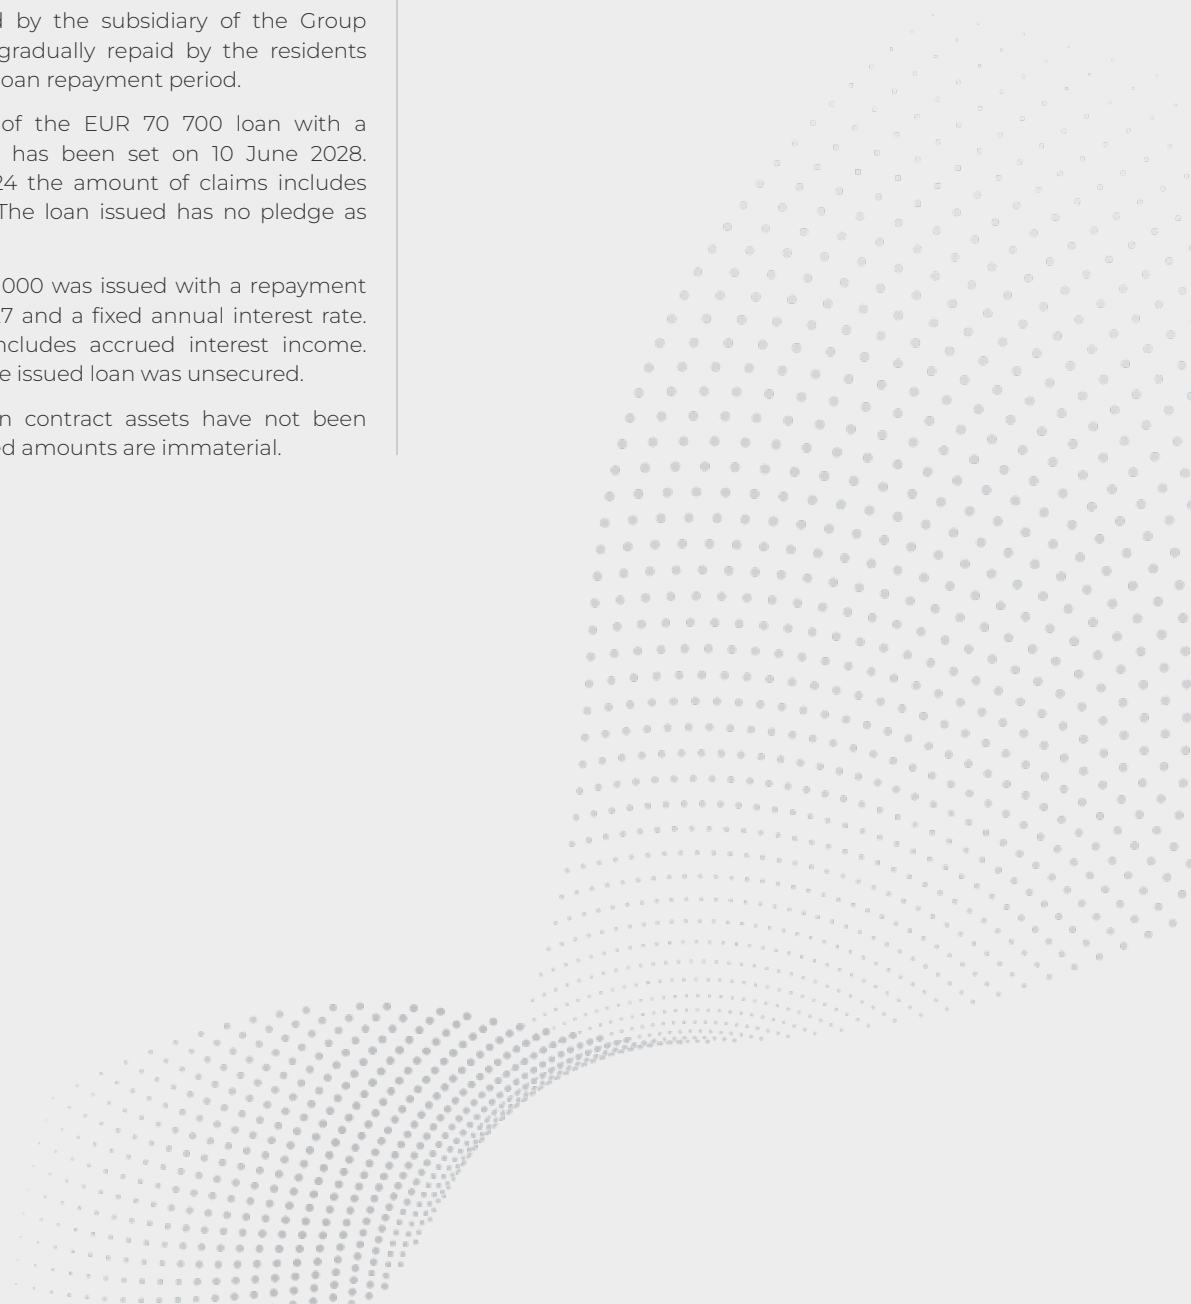 by the subsidiary of the Group
gradually repaid by the residents
loan repayment period.
of the EUR 70 700 loan with a
has been set on 10 June 2028.
24 the amount of claims includes
The loan issued has no pledge as
000 was issued with a repayment
7 and a fixed annual interest rate.
includes accrued interest income.
issued loan was unsecured.
contract assets have not been
amounts are immaterial.